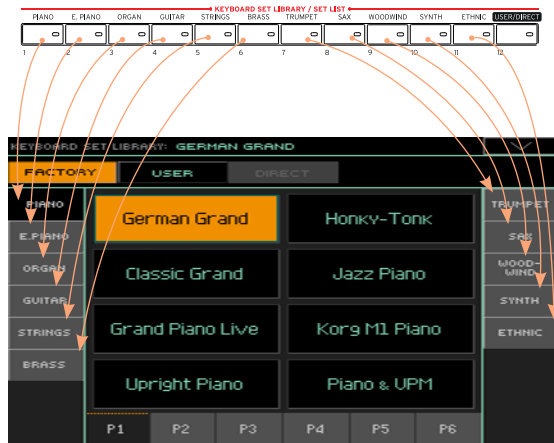 KEYBOARD SET LIBRARY / SET LIST
PIANO E. PIANO ORGAN GUITAR STRINGS BRASS TRUMPET SAX WOODWIND SYNTH ETHNIC USER/DIRECT
1 2 3 4 5 6 7 8 9 10 11 12
KEYBOARD SET LIBRARY: GERMAN GRAND
FACTORY USER DIRECT
PIANO
E.PIANO
ORGAN
GUITAR
STRINGS
BRASS
German Grand Honky-Tonk
Classic Grand Jazz Piano
Grand Piano Live Korg M1 Piano
Upright Piano Piano & UPM
TRUMPET
SAX
WOOD-
WIND
SYNTH
ETHNIC
P1 P2 P3 P4 P5 P6